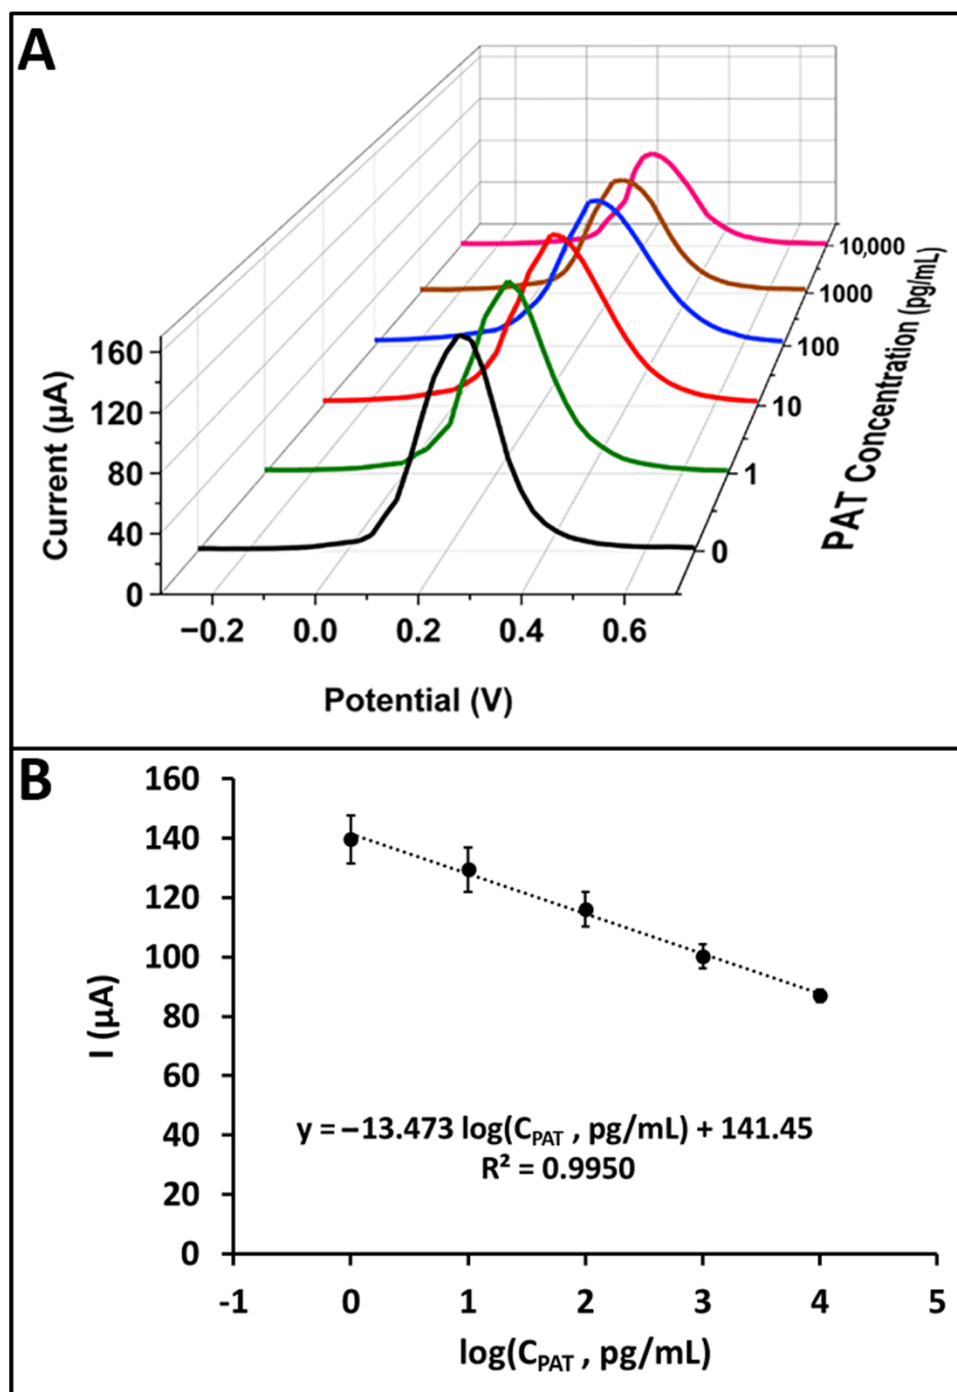 A
160
120
80
40
0
Current (µA)
−0.2 0.0 0.2 0.4 0.6
Potential (V)
10,000
1000
100
10
1
0
PAT Concentration (pg/mL)
B
160
140
120
100
80
60
40
20
0
I (µA)
y = −13.473 log(CPAT , pg/mL) + 141.45
R² = 0.9950
-1 0 1 2 3 4 5
log(CPAT , pg/mL)